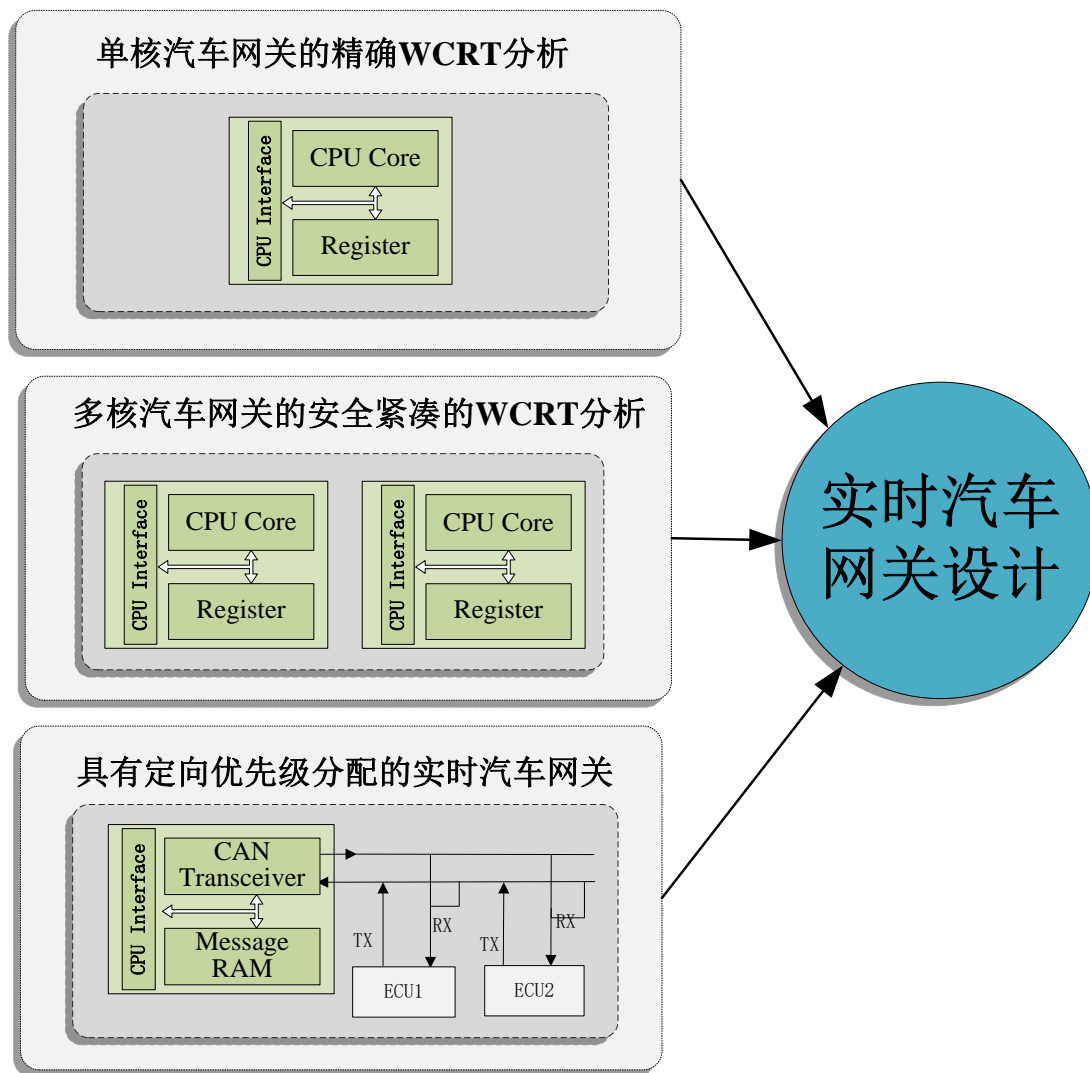 单核汽车网关的精确WCRT分析
CPU Interface
CPU Core
Register
多核汽车网关的安全紧凑的WCRT分析
CPU Interface
CPU Core
Register
CPU Interface
CPU Core
Register
具有定向优先级分配的实时汽车网关
CPU Interface
CAN
Transceiver
Message
RAM
TX
RX
TX
RX
ECU1
ECU2
实时汽车
网关设计